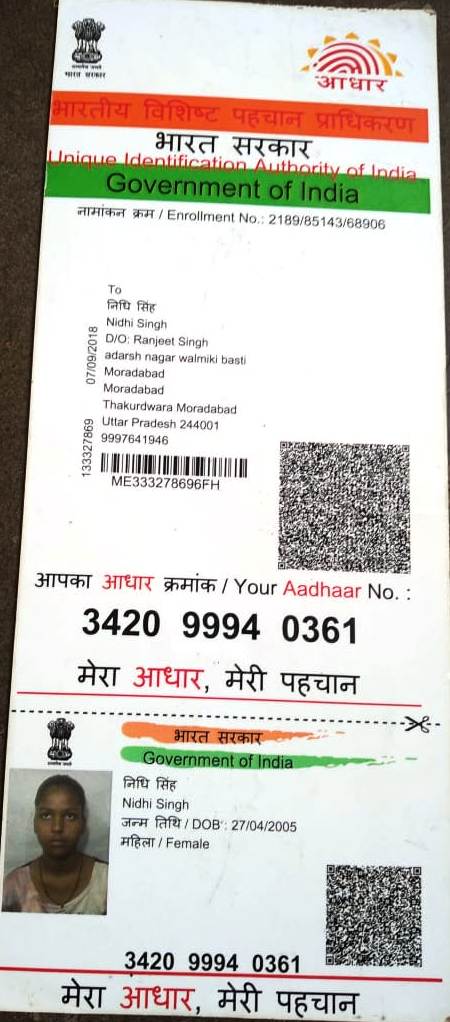 भारत सरकार
आधार
भारतीय विशिष्ट पहचान प्राधिकरण
भारत सरकार
Unique Identification Authority of India
Government of India
नामांकन क्रम / Enrollment No.: 2189/85143/68906
To
निधि सिंह
Nidhi Singh
D/O: Ranjeet Singh
adarsh nagar walmiki basti
Moradabad
Moradabad
Thakurdwara Moradabad
Uttar Pradesh 244001
9997641946
07/09/2018
133327869
ME333278696FH
आपका आधार क्रमांक / Your Aadhaar No. :
3420 9994 0361
मेरा आधार, मेरी पहचान
भारत सरकार
Government of India
निधि सिंह
Nidhi Singh
जन्म तिथि / DOB : 27/04/2005
महिला / Female
3420 9994 0361
मेरा आधार, मेरी पहचान